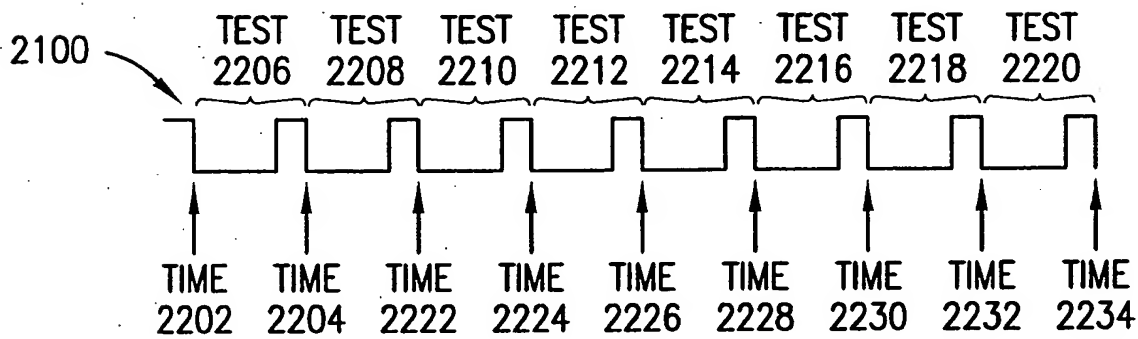 2100
TEST 2206
TEST 2208
TEST 2210
TEST 2212
TEST 2214
TEST 2216
TEST 2218
TEST 2220
TIME 2202
TIME 2204
TIME 2222
TIME 2224
TIME 2226
TIME 2228
TIME 2230
TIME 2232
TIME 2234